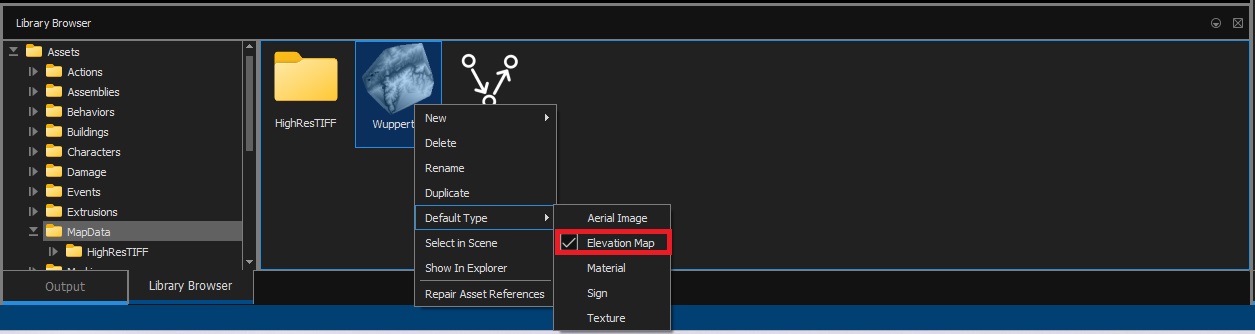 Library Browser
Assets
Actions
Assemblies
Behaviors
Buildings
Characters
Damage
Events
Extrusions
MapData
HighResTIFF
HighResTIFF
Wuppert
New
Delete
Rename
Duplicate
Default Type
Select in Scene
Show In Explorer
Repair Asset References
Aerial Image
Elevation Map
Material
Sign
Texture
Output
Library Browser